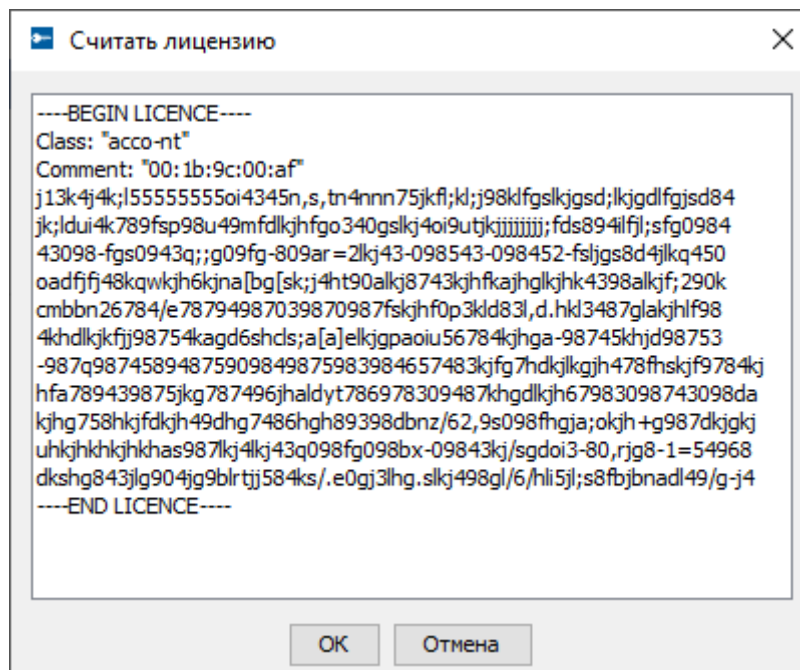 Считать лицензию
----BEGIN LICENCE----
Class: "acco-nt"
Comment: "00:1b:9c:00:af"
j13k4j4k;l55555555oi4345n,s,tn4nnn75jkfl;kl;j98klfgslkjgsd;lkjgdlfgjsd84
jk;ldui4k789fsp98u49mfdlkjhfgo340gslkj4oi9utjkjjjjjjjj;fds894ilfjl;sfg0984
43098-fgs0943q;;g09fg-809ar=2lkj43-098543-098452-fsljgs8d4jlkq450
oadfjfj48kqwkjh6kjna[bg[sk;j4ht90alkj8743kjhfkajhglkjhk4398alkjf;290k
cmbbn26784/e78794987039870987fskjhf0p3kld83l,d.hkl3487glakjhlf98
4khdlkjkfjj98754kagd6shcls;a[a]elkjgpaoiu56784kjhga-98745khjd98753
-987q98745894875909849875983984657483kjfg7hdkjlkgjh478fhskjf9784kj
hfa789439875jkg787496jhaldyt786978309487khgdlkjh67983098743098da
kjhg758hkjfdkjh49dhg7486hgh89398dbnz/62,9s098fhgja;okjh+g987dkjgkj
uhkjhkhkjhkhas987lkj4lkj43q098fg098bx-09843kj/sgdoi3-80,rjg8-1=54968
dkshg843jlg904jg9blrtjj584ks/.e0gj3lhg.slkj498gl/6/hli5jl;s8fbjbnadl49/g-j4
----END LICENCE----
OK
Отмена